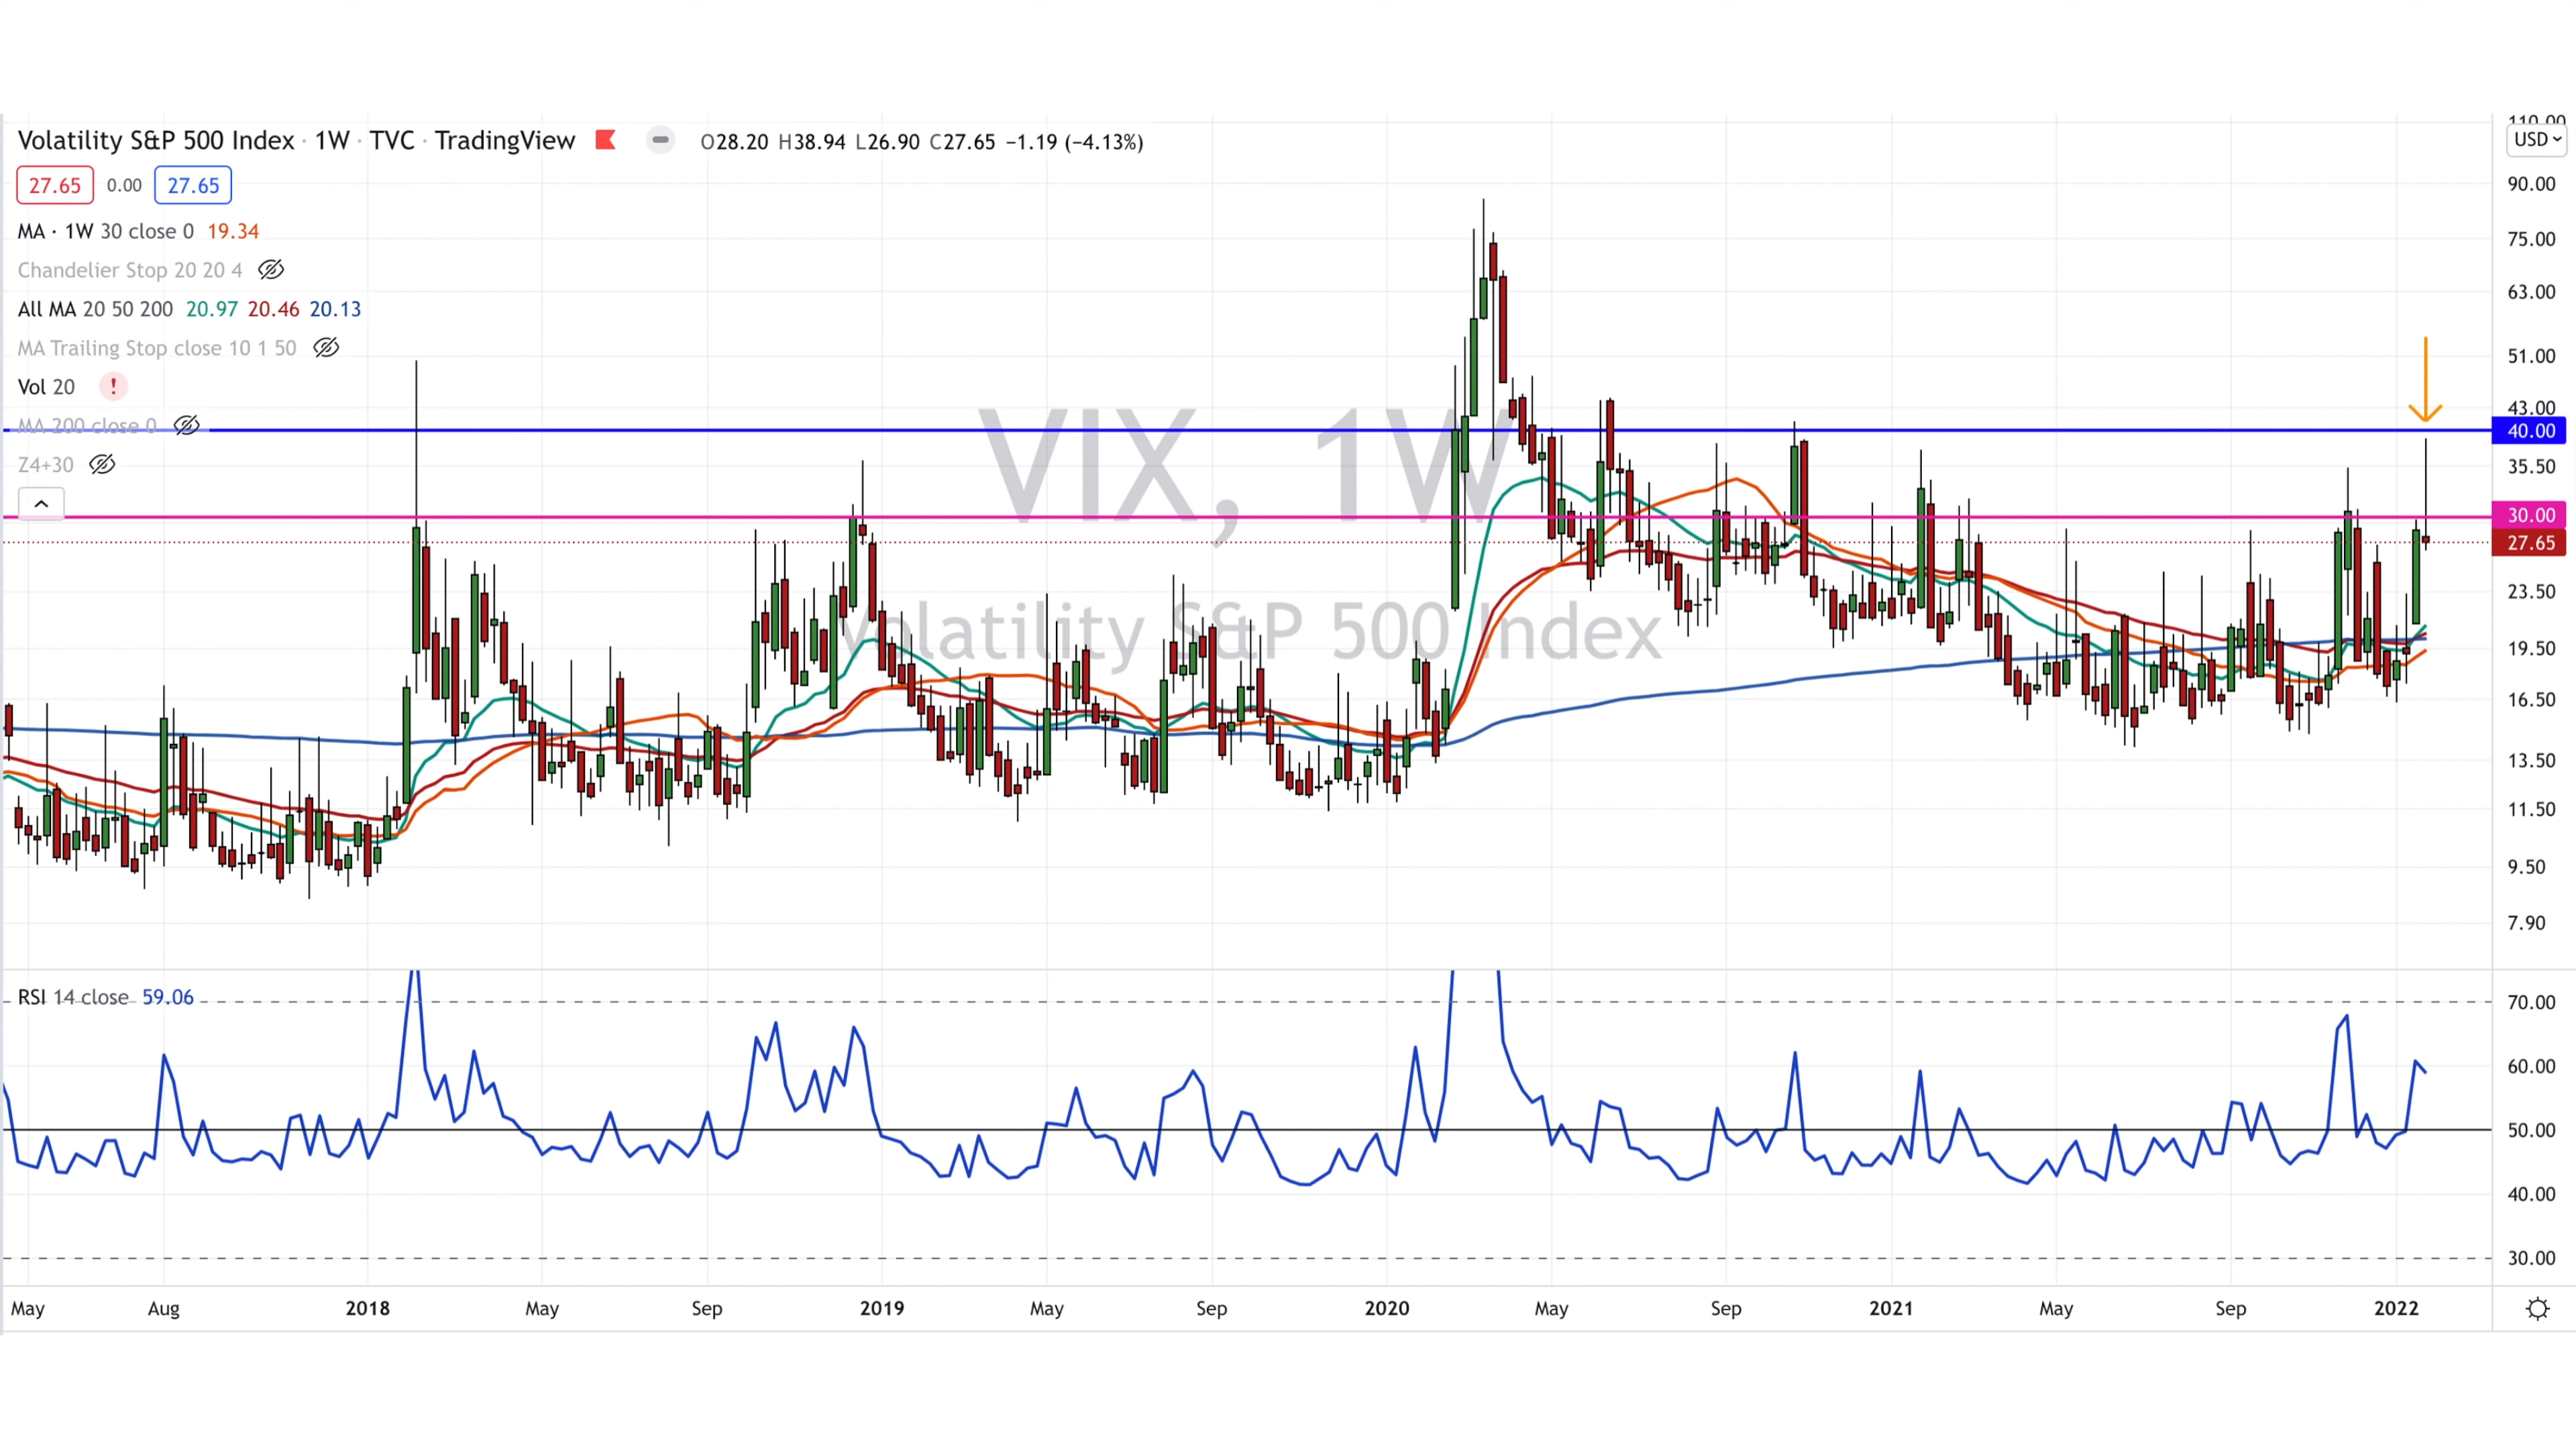 Volatility S&P 500 Index · 1W · TVC · TradingView O28.20 H38.94 L26.90 C27.65 −1.19 (−4.13%)
27.65 0.00 27.65
MA · 1W 30 close 0 19.34
Chandelier Stop 20 20 4
All MA 20 50 200 20.97 20.46 20.13
MA Trailing Stop close 10 1 50
Vol 20 !
MA 200 close 0
Z4+30
VIX, 1W
Volatility S&P 500 Index
110.00
USD
90.00
75.00
63.00
51.00
43.00
40.00
35.50
30.00
27.65
23.50
19.50
16.50
13.50
11.50
9.50
7.90
RSI 14 close 59.06
70.00
60.00
50.00
40.00
30.00
May Aug 2018 May Sep 2019 May Sep 2020 May Sep 2021 May Sep 2022